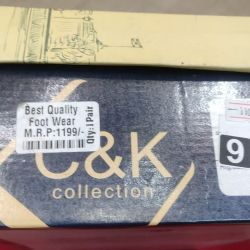 Best Quality
Foot Wear
M.R.P:1199/-
Qty:1Pair
C&K
collection
9